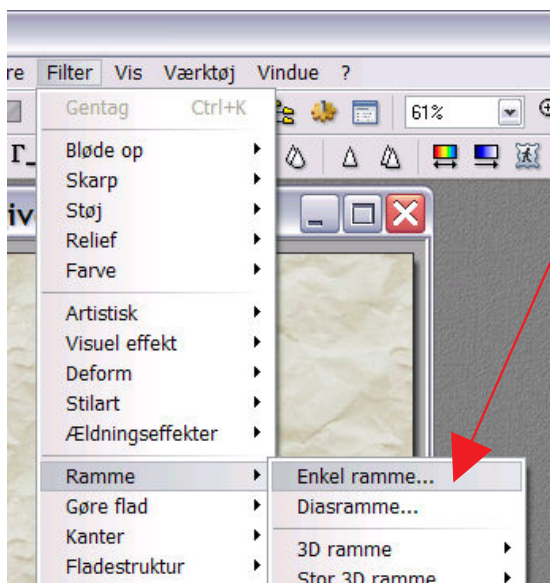 re Filter Vis Værktøj Vindue ?
Gentag Ctrl+K
61%
Bløde op
Skarp
Støj
iv
Relief
Farve
Artistisk
Visuel effekt
Deform
Stilart
Ældningseffekter
Ramme
Enkel ramme...
Gøre flad
Diasramme...
Kanter
3D ramme
Fladestruktur
Stor 3D ramme